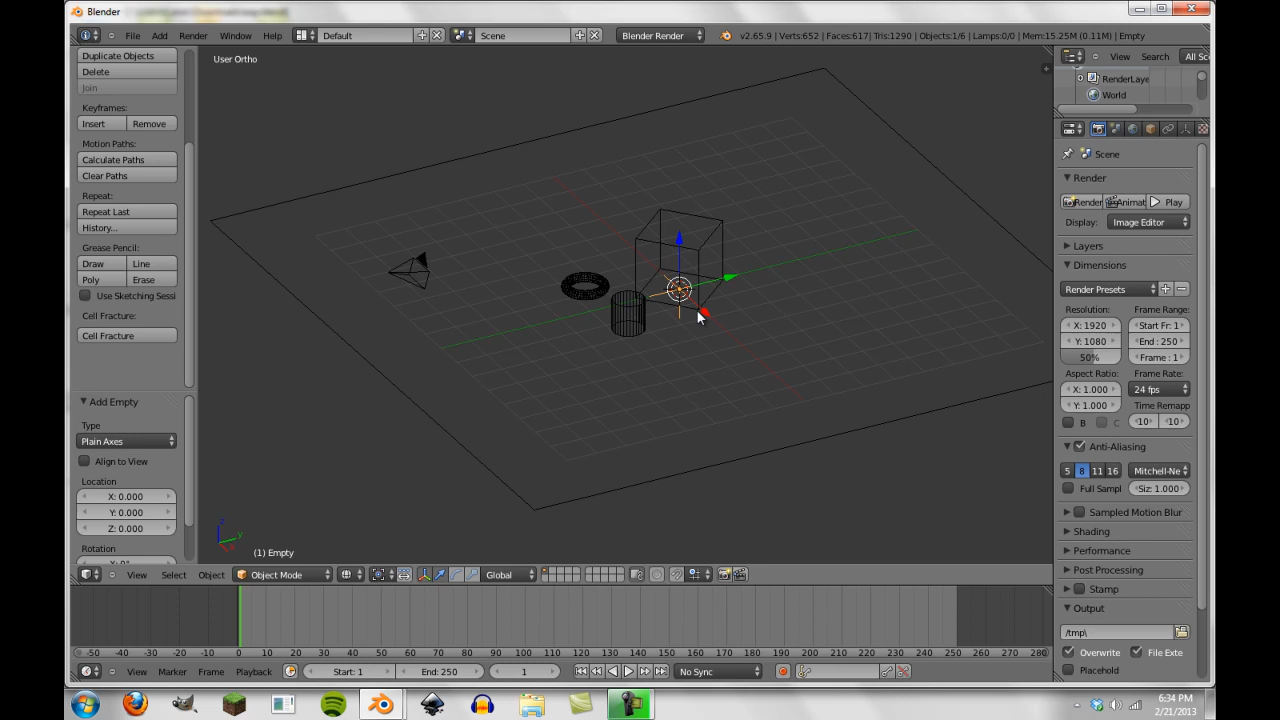 Blender
File Add Render Window Help Default Scene Blender Render v2.65.9 | Verts:652 | Faces:617| Tris:1290 | Objects:1/6 | Lamps:0/0 | Mem:15.25M (0.11M) | Empty
Duplicate Objects
Delete
Join
Keyframes:
Insert Remove
Motion Paths:
Calculate Paths
Clear Paths
Repeat:
Repeat Last
History...
Grease Pencil:
Draw Line
Poly Erase
Use Sketching Sessi
Cell Fracture:
Cell Fracture
Add Empty
Type
Plain Axes
Align to View
Location
X: 0.000
Y: 0.000
Z: 0.000
Rotation
User Ortho
z
y
x
(1) Empty
View Select Object Object Mode Global
View Search All Sc
RenderLaye
World
Scene
Render
Render Animat Play
Display: Image Editor
Layers
Dimensions
Render Presets
Resolution: Frame Range:
X: 1920 Start Fr: 1
Y: 1080 End : 250
50% Frame : 1
Aspect Ratio: Frame Rate:
X: 1.000 24 fps
Y: 1.000 Time Remapp
B C 10 10
Anti-Aliasing
5 8 11 16 Mitchell-Ne
Full Sampl Siz: 1.000
Sampled Motion Blur
Shading
Performance
Post Processing
Stamp
Output
/tmp\
Overwrite File Exte
Placehold
-50 -40 -30 -20 -10 0 10 20 30 40 50 60 70 80 90 100 110 120 130 140 150 160 170 180 190 200 210 220 230 240 250 260 270 280
View Marker Frame Playback Start: 1 End: 250 1 No Sync
6:34 PM
2/21/2013